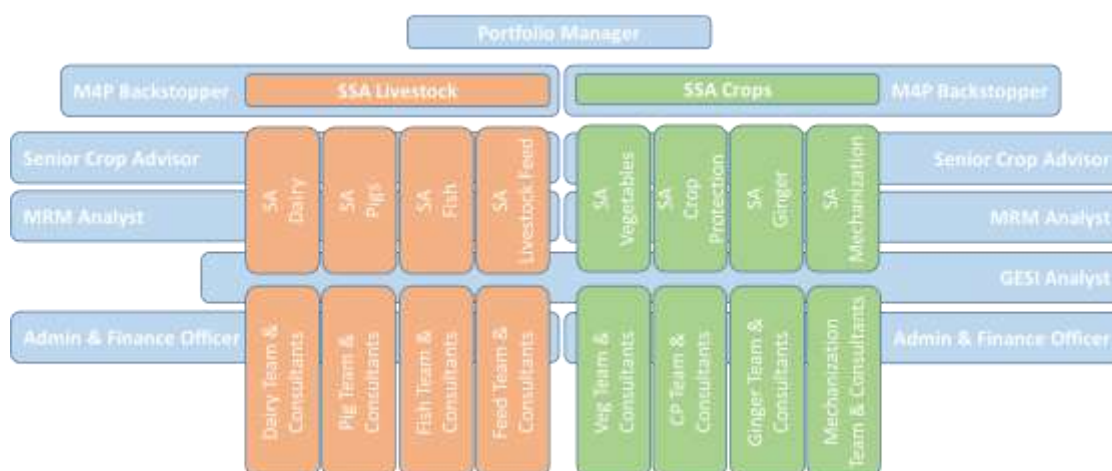 Portfolio Manager
M4P Backstopper
SSA Livestock
SSA Crops
M4P Backstopper
Senior Crop Advisor
SA
Dairy
SA
Pigs
SA
Fish
SA
Livestock Feed
SA
Vegetables
SA
Crop
Protection
SA
Ginger
SA
Mechanization
Senior Crop Advisor
MRM Analyst
MRM Analyst
GESI Analyst
Admin & Finance Officer
Dairy Team &
Consultants
Pig Team &
Consultants
Fish Team &
Consultants
Feed Team &
Consultants
Veg Team &
Consultants
CP Team &
Consultants
Ginger Team &
Consultants
Mechanization
Team & Consultants
Admin & Finance Officer